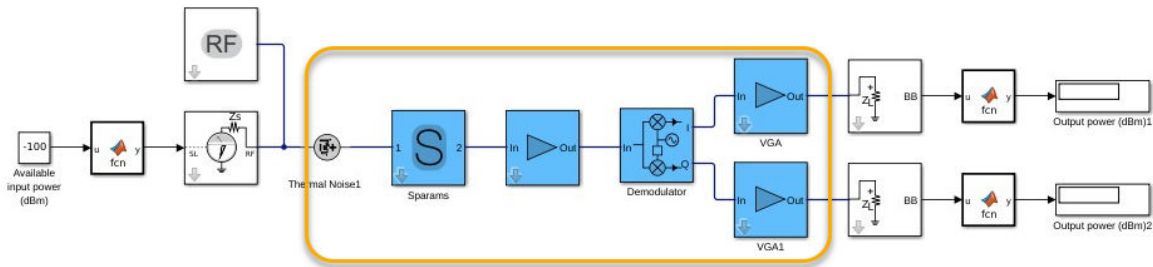 RF
-100
Available
input power
(dBm)
u
y
fcn
Zs
SL
RF
Thermal Noise1
1
S
2
Sparams
In
Out
In
I
Q
Demodulator
In
Out
VGA
In
Out
VGA1
ZL
BB
u
y
fcn
Output power (dBm)1
ZL
BB
u
y
fcn
Output power (dBm)2